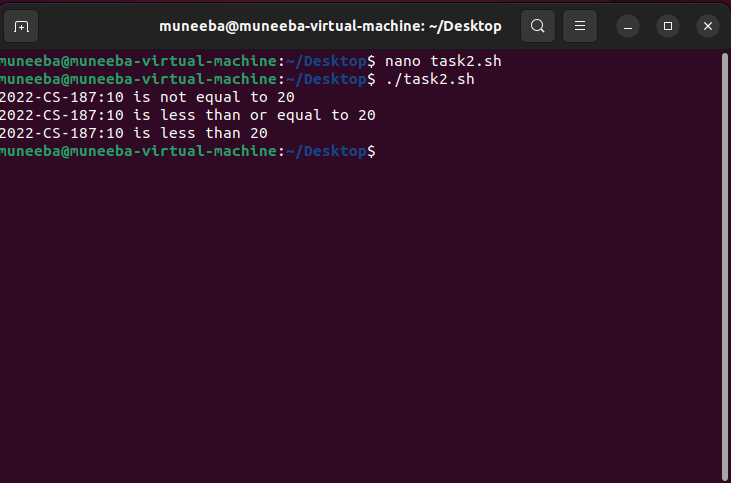 muneeba@muneeba-virtual-machine: ~/Desktop
muneeba@muneeba-virtual-machine:~/Desktop$ nano task2.sh
muneeba@muneeba-virtual-machine:~/Desktop$ ./task2.sh
2022-CS-187:10 is not equal to 20
2022-CS-187:10 is less than or equal to 20
2022-CS-187:10 is less than 20
muneeba@muneeba-virtual-machine:~/Desktop$